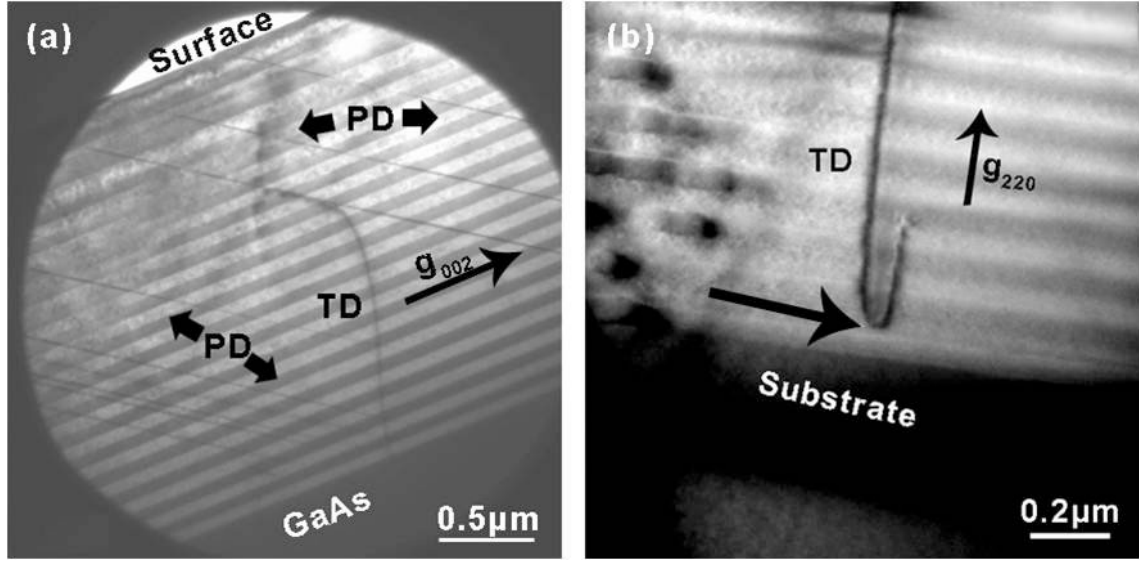 (a)
Surface
PD
g002
TD
PD
GaAs
0.5µm
(b)
TD
g220
Substrate
0.2µm